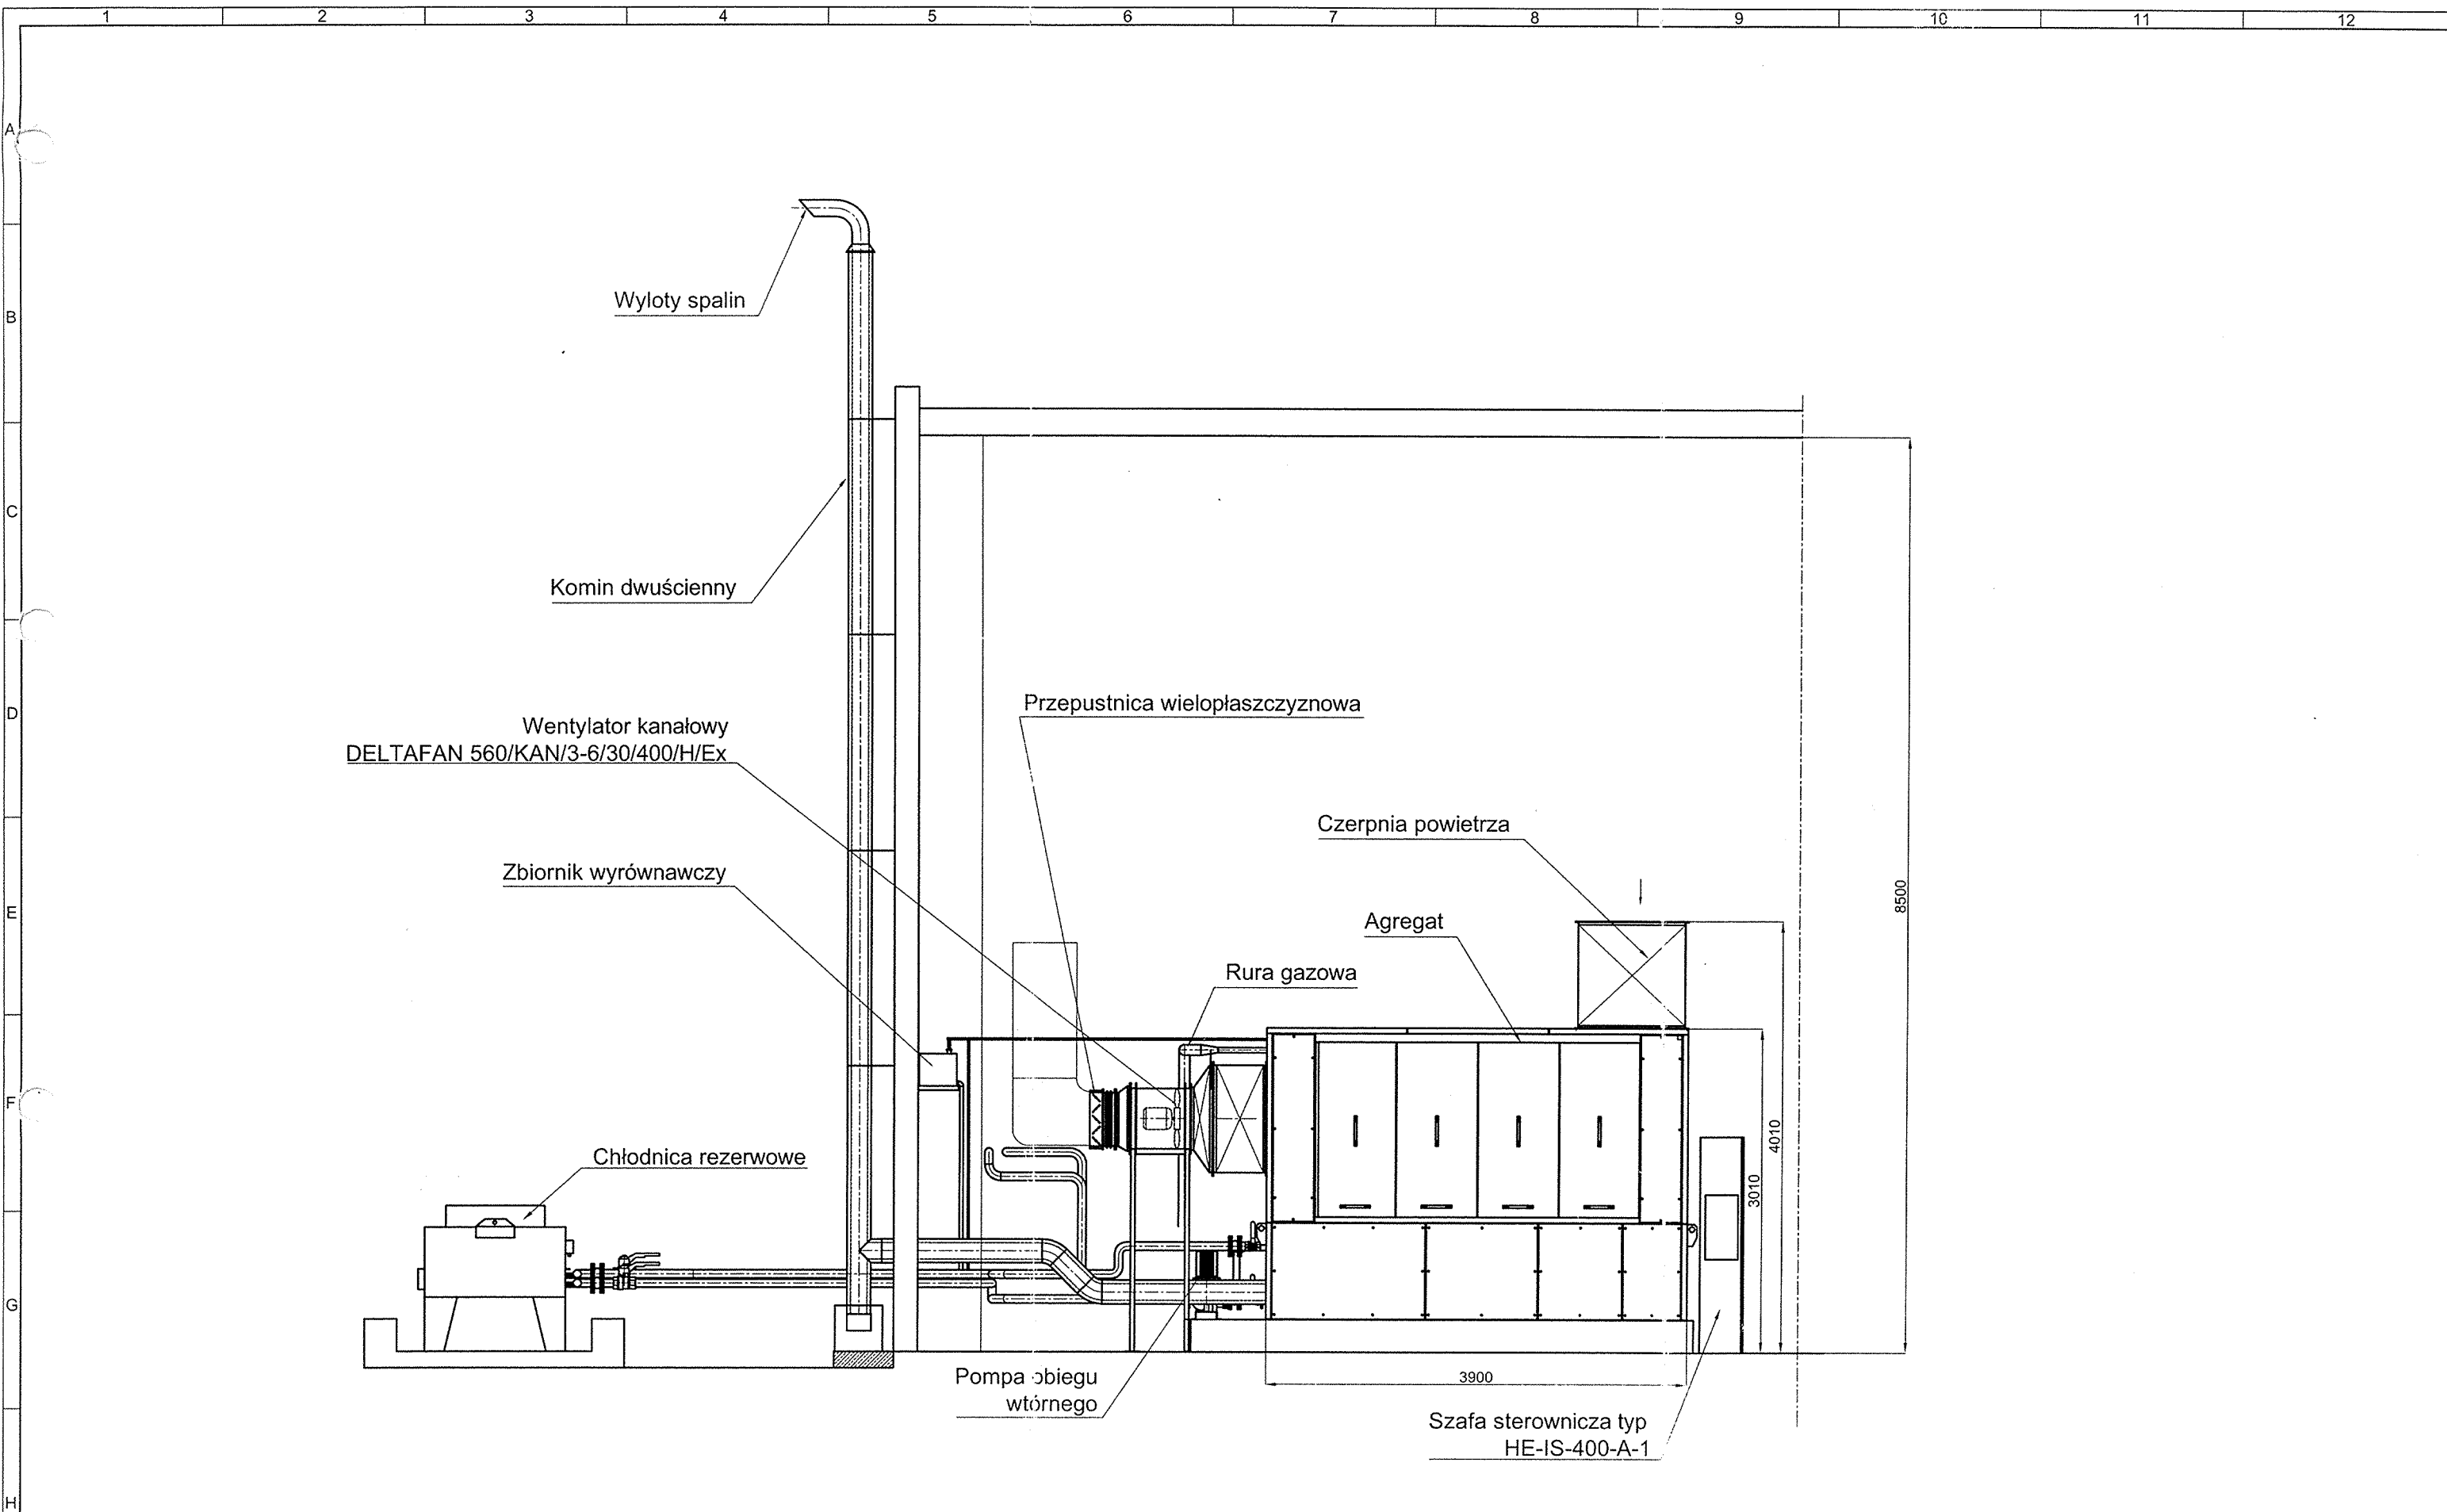 1 2 3 4 5 6 7 8 9 10 11 12
A
B
C
D
E
F
G
H
Wyloty spalin
Komin dwuścienny
Przepustnica wielopłaszczyznowa
Wentylator kanałowy
DELTAFAN 560/KAN/3-6/30/400/H/Ex
Czerpnia powietrza
Zbiornik wyrównawczy
8500
Agregat
Rura gazowa
4010
3010
Chłodnica rezerwowe
3900
Pompa obiegu
wtórnego
Szafa sterownicza typ
HE-IS-400-A-1